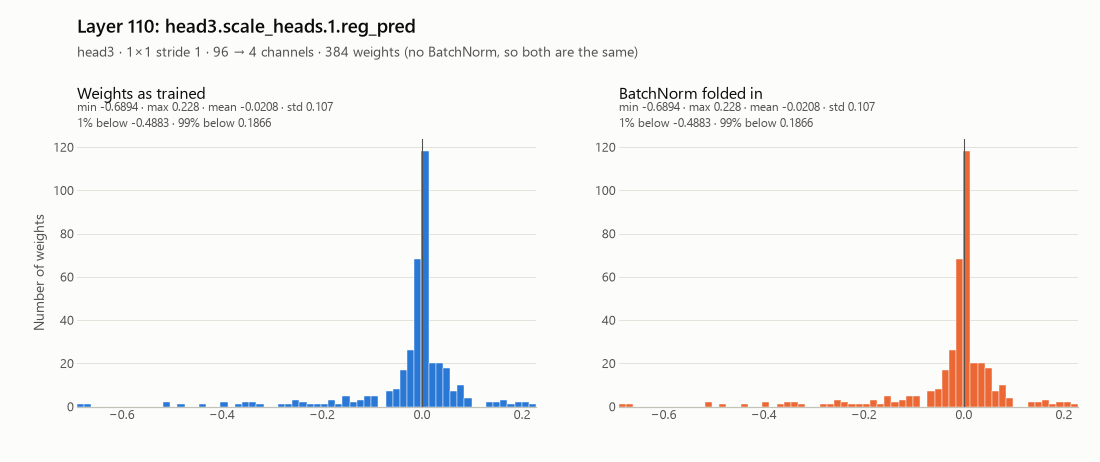 Layer 110: head3.scale_heads.1.reg_pred
head3 · 1×1 stride 1 · 96 → 4 channels · 384 weights (no BatchNorm, so both are the same)
Weights as trained
min -0.6894 · max 0.228 · mean -0.0208 · std 0.107
1% below -0.4883 · 99% below 0.1866
BatchNorm folded in
min -0.6894 · max 0.228 · mean -0.0208 · std 0.107
1% below -0.4883 · 99% below 0.1866
Number of weights
120
100
80
60
40
20
0
−0.6 −0.4 −0.2 0.0 0.2
120
100
80
60
40
20
0
−0.6 −0.4 −0.2 0.0 0.2